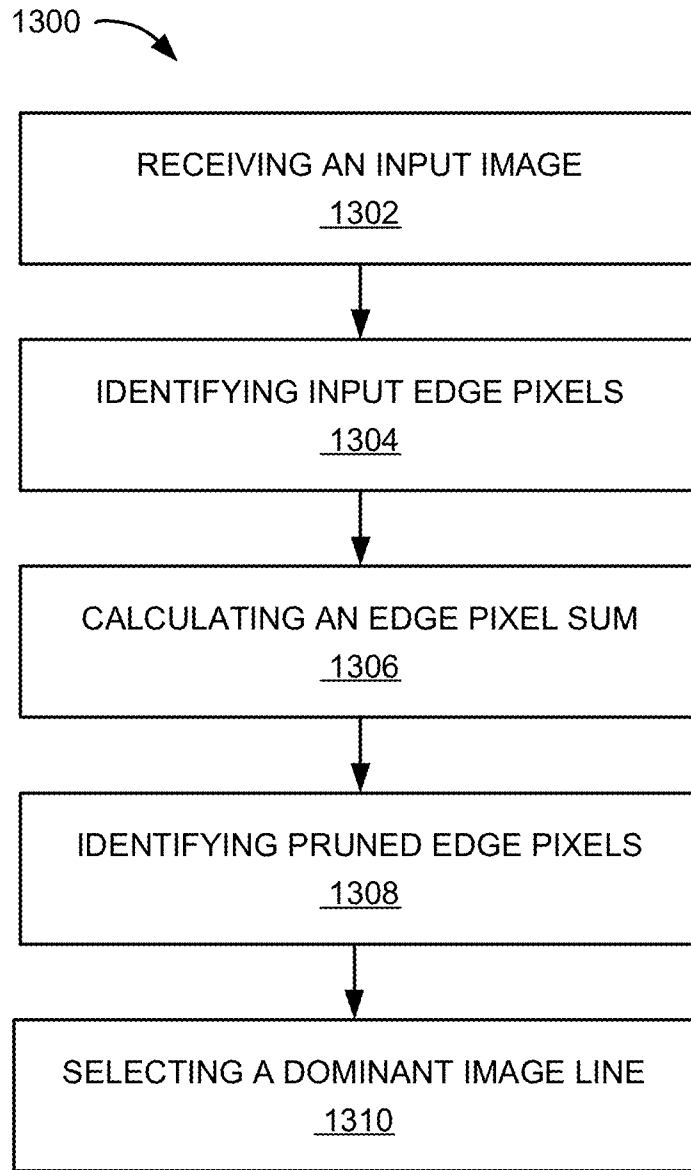 1300
RECEIVING AN INPUT IMAGE
1302
IDENTIFYING INPUT EDGE PIXELS
1304
CALCULATING AN EDGE PIXEL SUM
1306
IDENTIFYING PRUNED EDGE PIXELS
1308
SELECTING A DOMINANT IMAGE LINE
1310